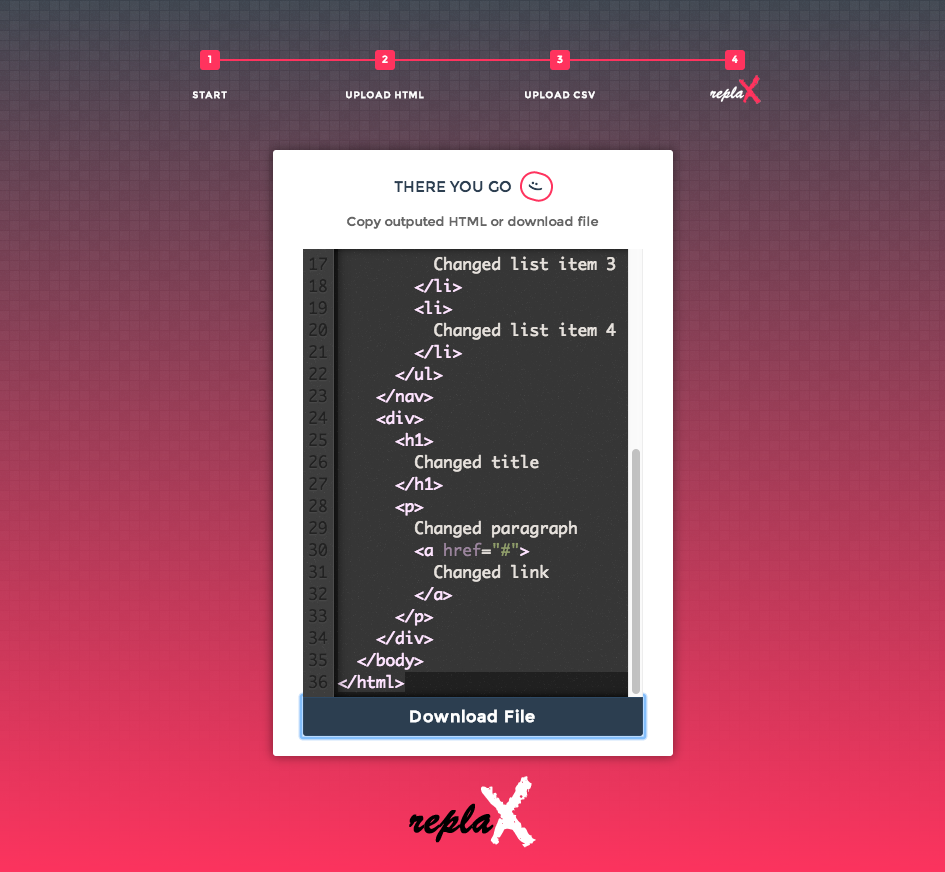 1 2 3 4
START UPLOAD HTML UPLOAD CSV replaX
THERE YOU GO
Copy outputed HTML or download file
17 Changed list item 3
18 </li>
19 <li>
20 Changed list item 4
21 </li>
22 </ul>
23 </nav>
24 <div>
25 <h1>
26 Changed title
27 </h1>
28 <p>
29 Changed paragraph
30 <a href="#">
31 Changed link
32 </a>
33 </p>
34 </div>
35 </body>
36 </html>
Download File
replaX